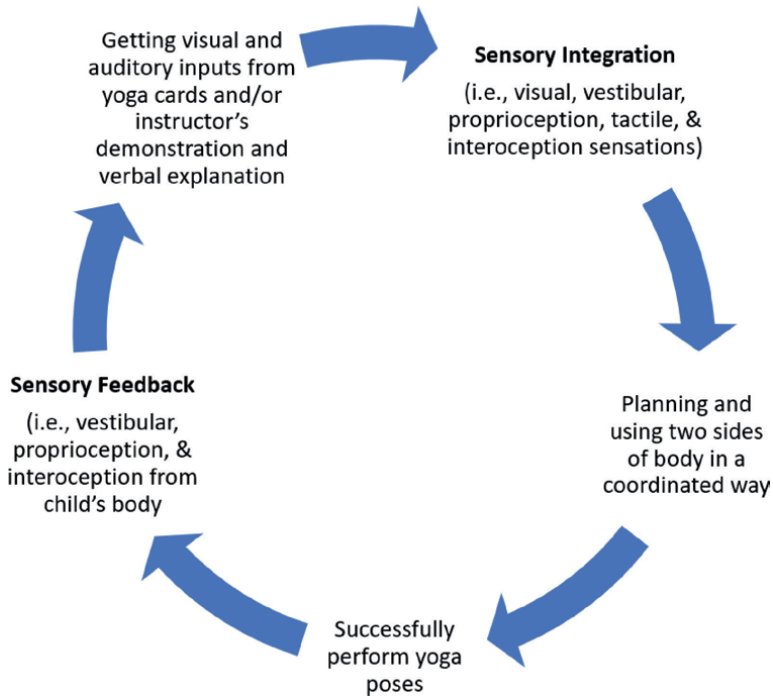 Getting visual and
auditory inputs from
yoga cards and/or
instructor’s
demonstration and
verbal explanation
Sensory Integration
(i.e., visual, vestibular,
proprioception, tactile, &
interoception sensations)
Planning and
using two sides
of body in a
coordinated way
Successfully
perform yoga
poses
Sensory Feedback
(i.e., vestibular,
proprioception, &
interoception from
child’s body